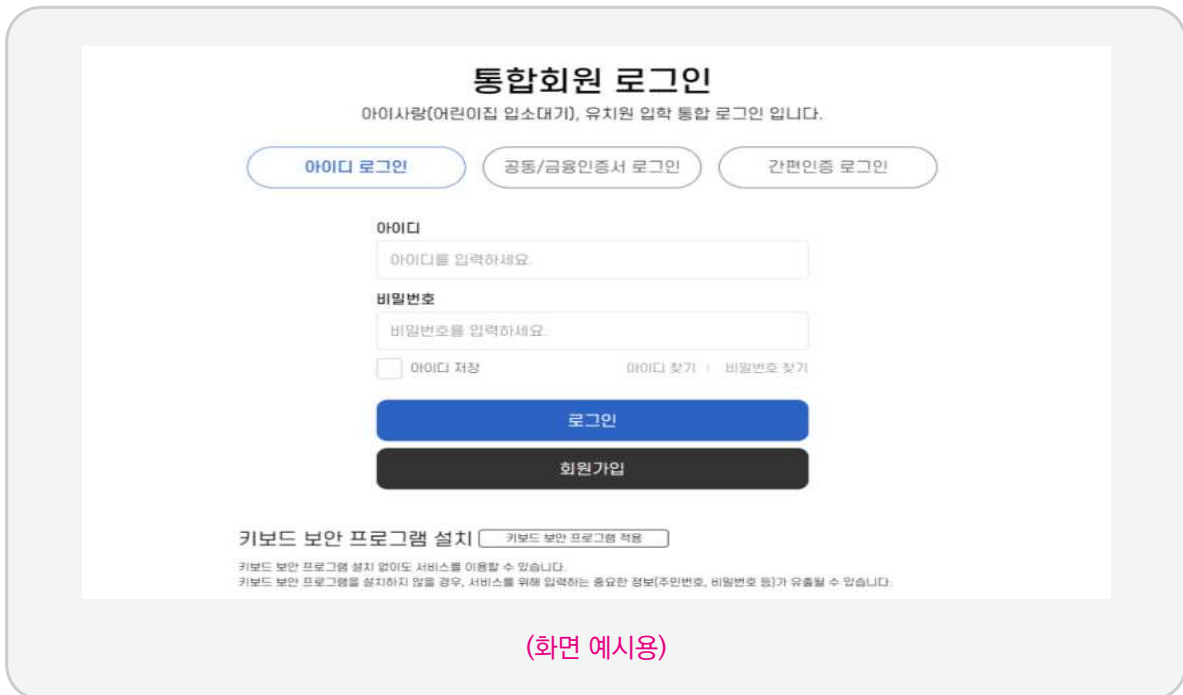 통합회원 로그인
아이사랑(어린이집 입소대기), 유치원 입학 통합 로그인 입니다.
아이디 로그인 공동/금융인증서 로그인 간편인증 로그인
아이디
아이디를 입력하세요.
비밀번호
비밀번호를 입력하세요.
아이디 저장 아이디 찾기 | 비밀번호 찾기
로그인
회원가입
키보드 보안 프로그램 설치 키보드 보안 프로그램 적용
키보드 보안 프로그램 설치 없이도 서비스를 이용할 수 있습니다.
키보드 보안 프로그램을 설치하지 않을 경우, 서비스를 위해 입력하는 중요한 정보(주민번호, 비밀번호 등)가 유출될 수 있습니다.
(화면 예시용)